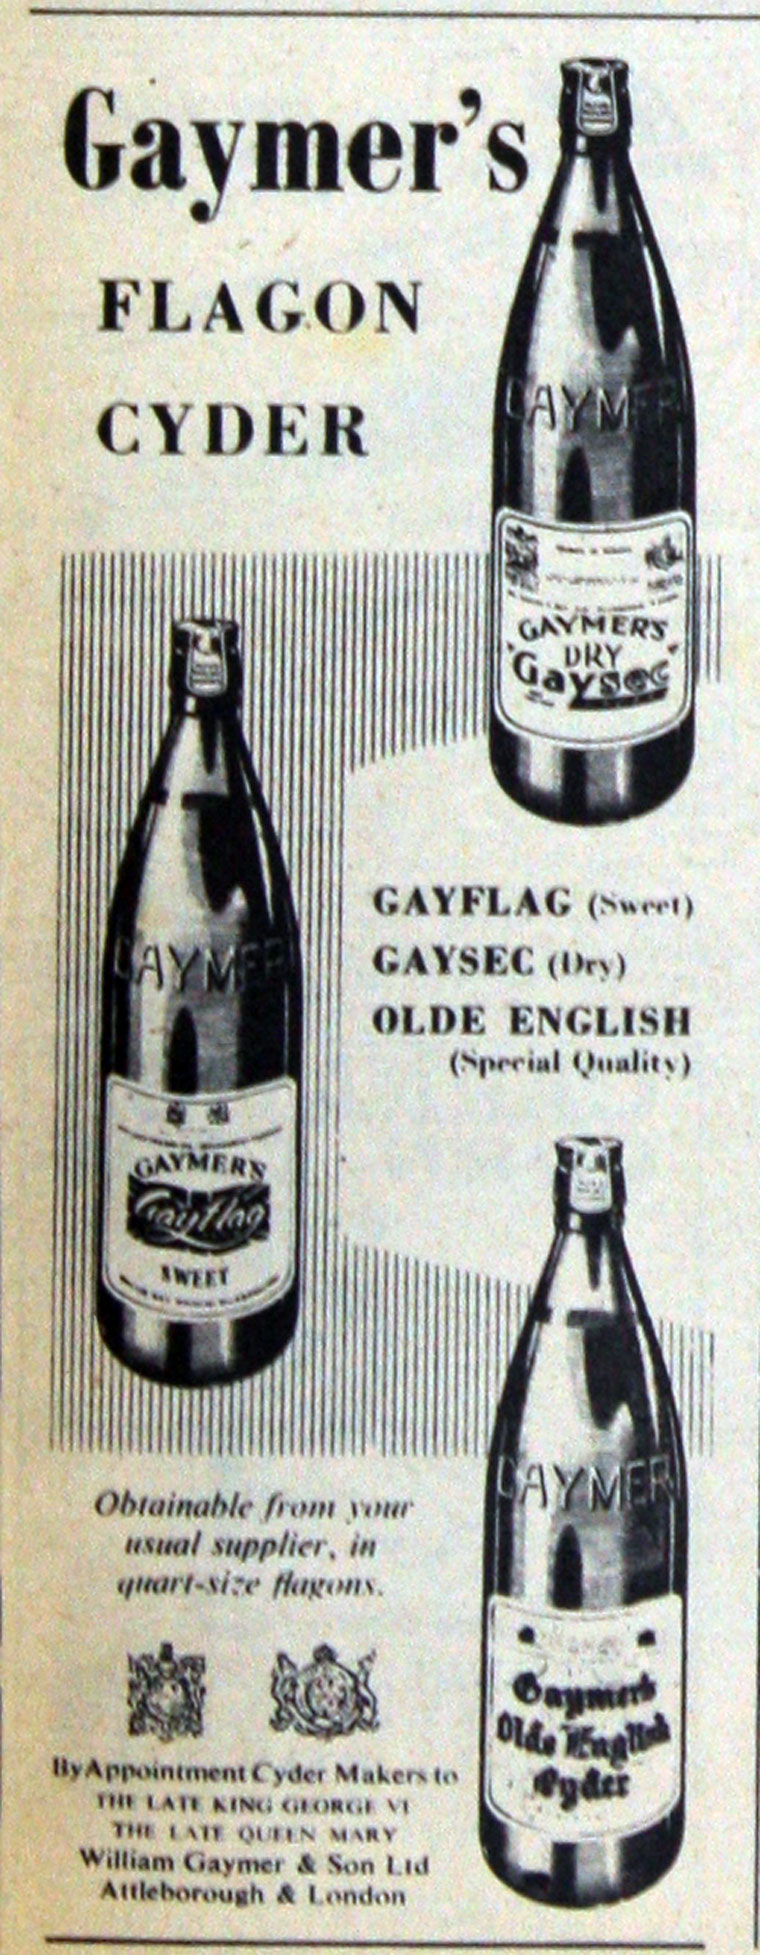 Gaymer's
FLAGON
CYDER
GAYMER
GAYMER'S
DRY
"Gaysec"
GAYMER
GAYMER'S
Gayflag
SWEET
GAYFLAG (Sweet)
GAYSEC (Dry)
OLDE ENGLISH
(Special Quality)
GAYMER
Gaymer's
Olde English
Cyder
Obtainable from your
usual supplier, in
quart-size flagons.
By Appointment Cyder Makers to
THE LATE KING GEORGE VI
THE LATE QUEEN MARY
William Gaymer & Son Ltd
Attleborough & London